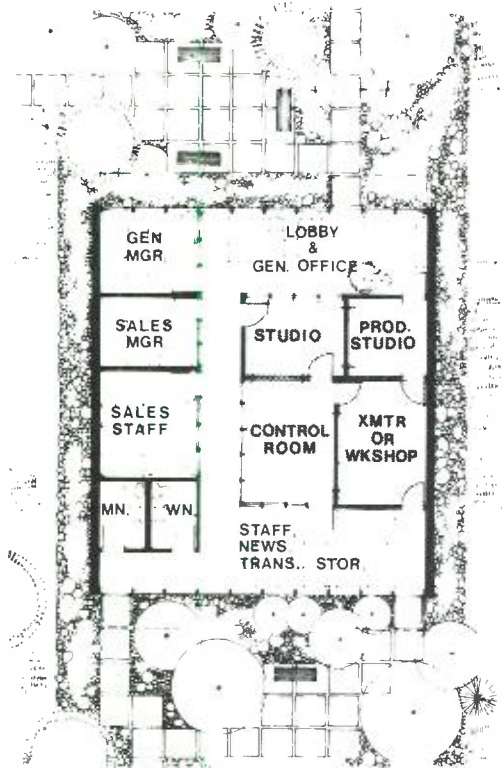 GEN
MGR
LOBBY
&
GEN. OFFICE
SALES
MGR
STUDIO
PROD.
STUDIO
SALES
STAFF
CONTROL
ROOM
XMTR
OR
WKSHOP
MN.
WN.
STAFF
NEWS
TRANS.. STOR